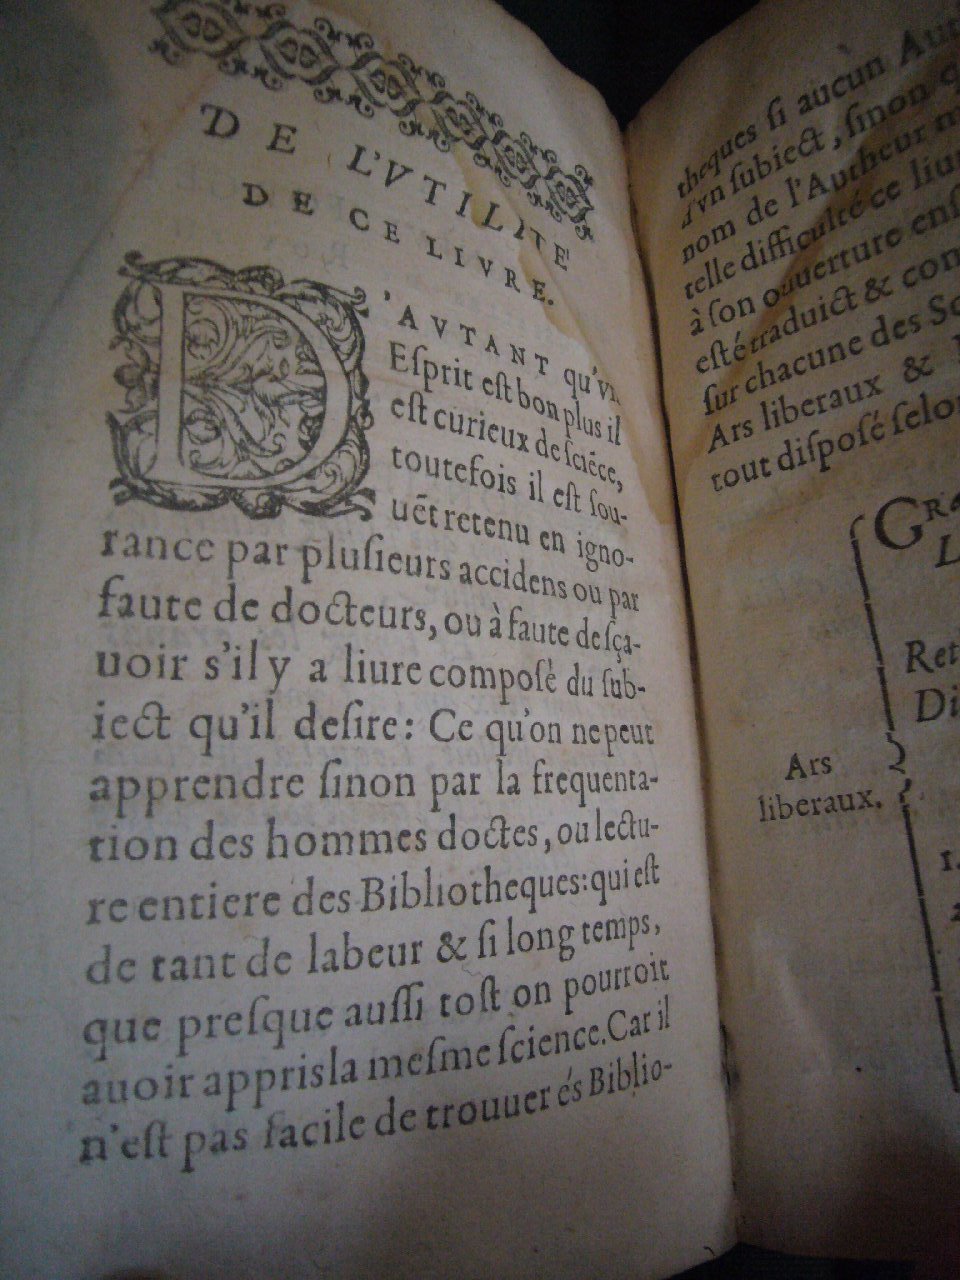 DE L'VTILITE'
DE CE LIVRE.
D'AVTANT qu'vn
Eſprit eſt bon plus il
eſt curieux de ſciēce,
toutefois il eſt ſou-
uēt retenu en igno-
rance par pluſieurs accidens ou par
faute de docteurs, ou à faute de ſça-
uoir s'il y a liure compoſé du ſub-
iect qu'il deſire: Ce qu'on ne peut
apprendre ſinon par la frequenta-
tion des hommes doctes, ou lectu-
re entiere des Bibliotheques: qui eſt
de tant de labeur & ſi long temps,
que preſque auſſi toſt on pourroit
auoir appris la meſme ſcience. Car il
n'eſt pas facile de trouuer és Biblio-
theques ſi aucun
d'vn ſubiect, ſinon
nom de l'Autheur
telle difficulté ce
à ſon ouuerture
eſté traduict &
ſur chacune des
Ars liberaux &
tout diſpoſé
Ars
liberaux.